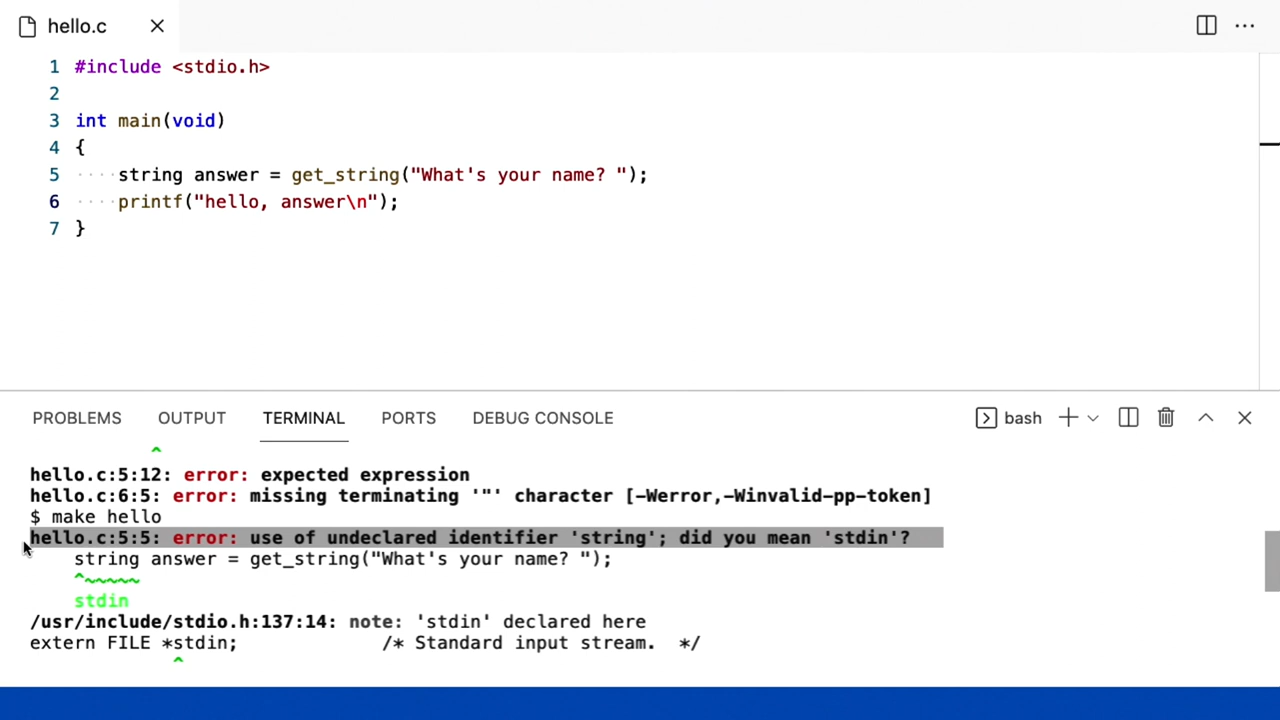 hello.c
1 #include <stdio.h>
2
3 int main(void)
4 {
5 ····string answer = get_string("What's your name? ");
6 ····printf("hello, answer\n");
7 }
PROBLEMS OUTPUT TERMINAL PORTS DEBUG CONSOLE bash
^
hello.c:5:12: error: expected expression
hello.c:6:5: error: missing terminating '"' character [-Werror,-Winvalid-pp-token]
$ make hello
hello.c:5:5: error: use of undeclared identifier 'string'; did you mean 'stdin'?
string answer = get_string("What's your name? ");
^~~~~~
stdin
/usr/include/stdio.h:137:14: note: 'stdin' declared here
extern FILE *stdin; /* Standard input stream. */
^